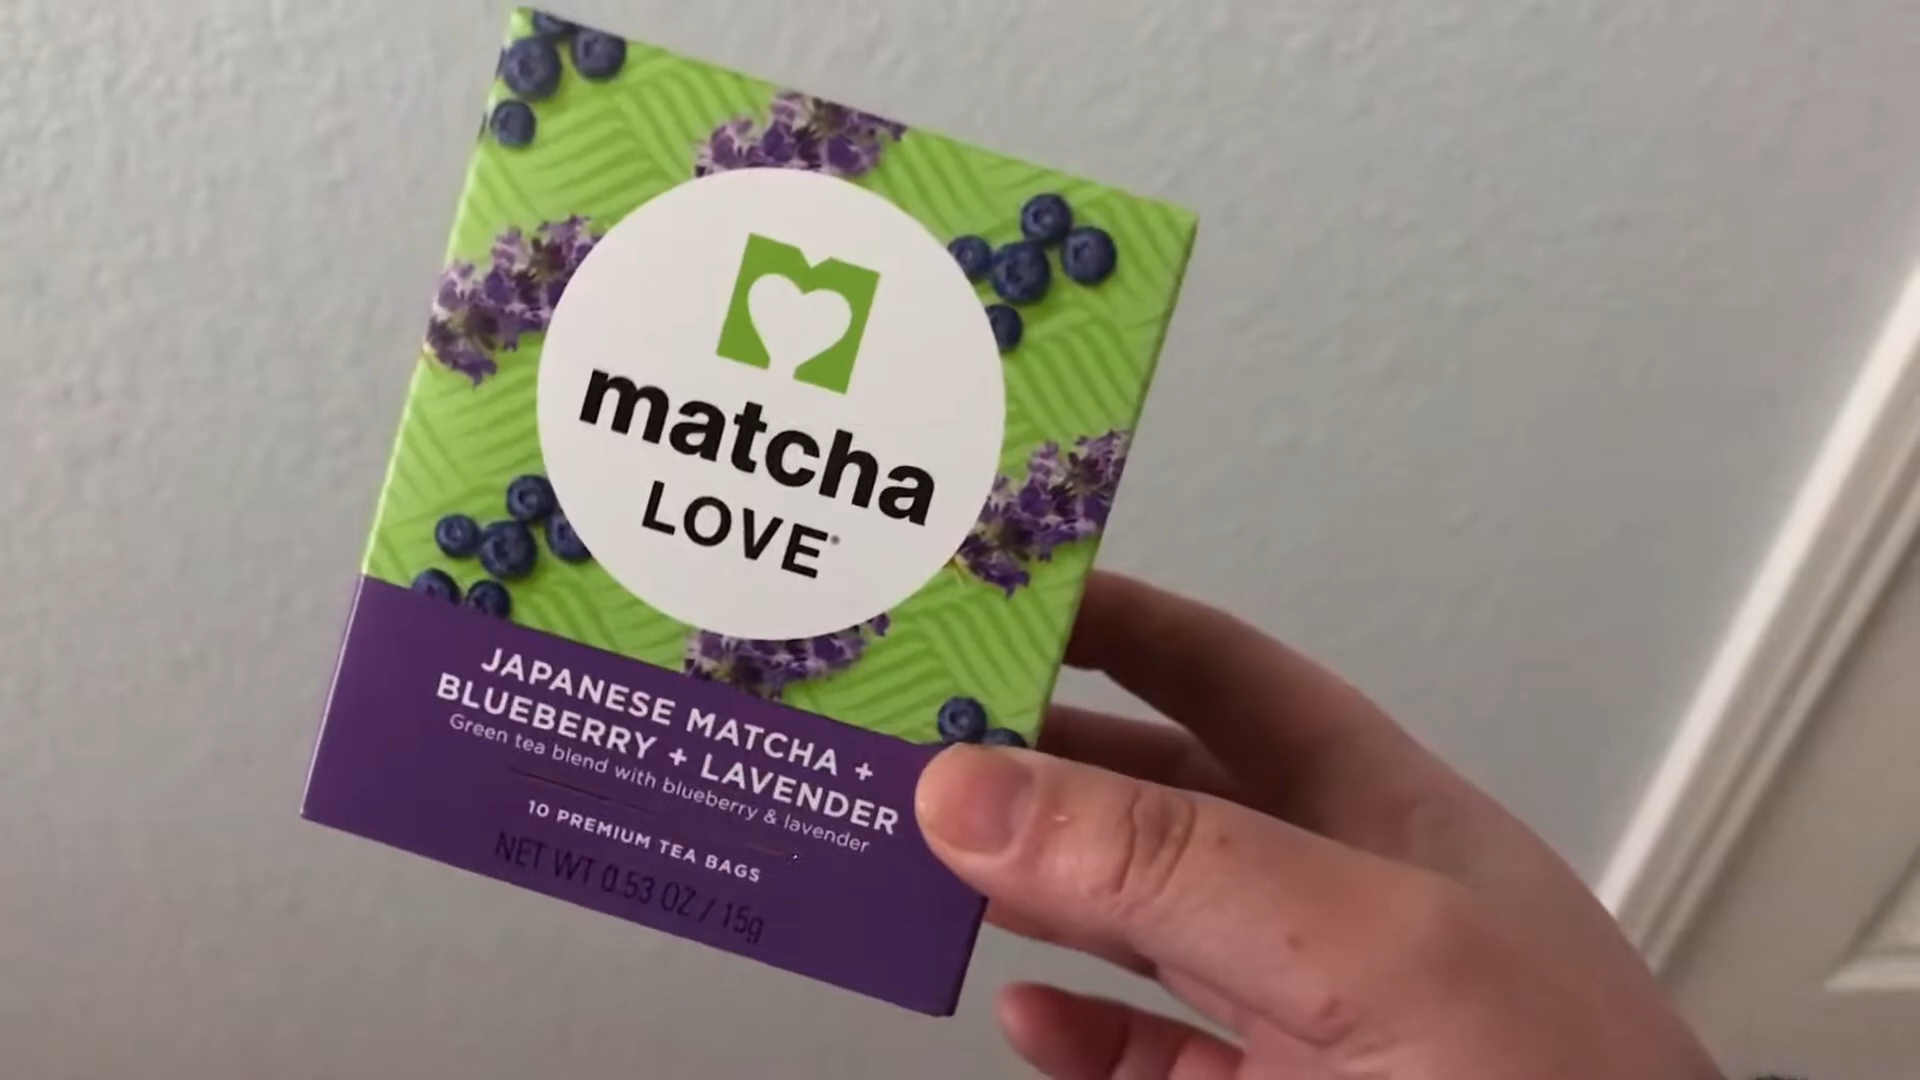 matcha
LOVE®
JAPANESE MATCHA +
BLUEBERRY + LAVENDER
Green tea blend with blueberry & lavender
10 PREMIUM TEA BAGS
NET WT 0.53 OZ / 15g